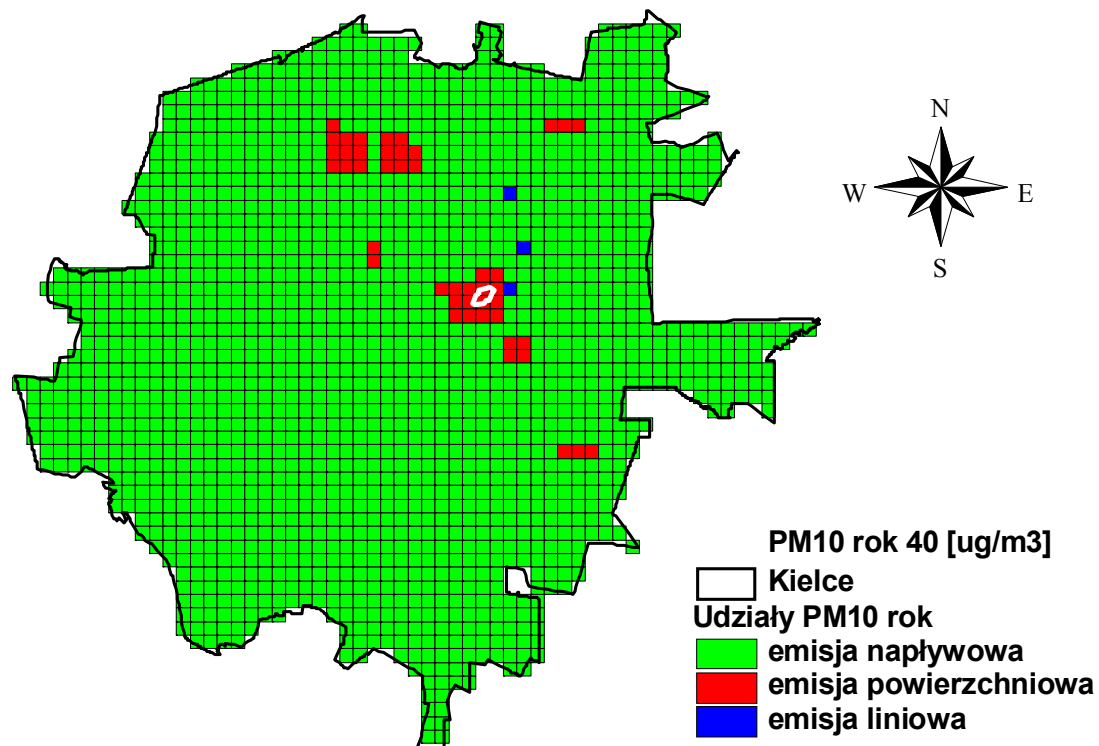 N
W
E
S
PM10 rok 40 [ug/m3]
Kielce
Udziały PM10 rok
emisja napływowa
emisja powierzchniowa
emisja liniowa